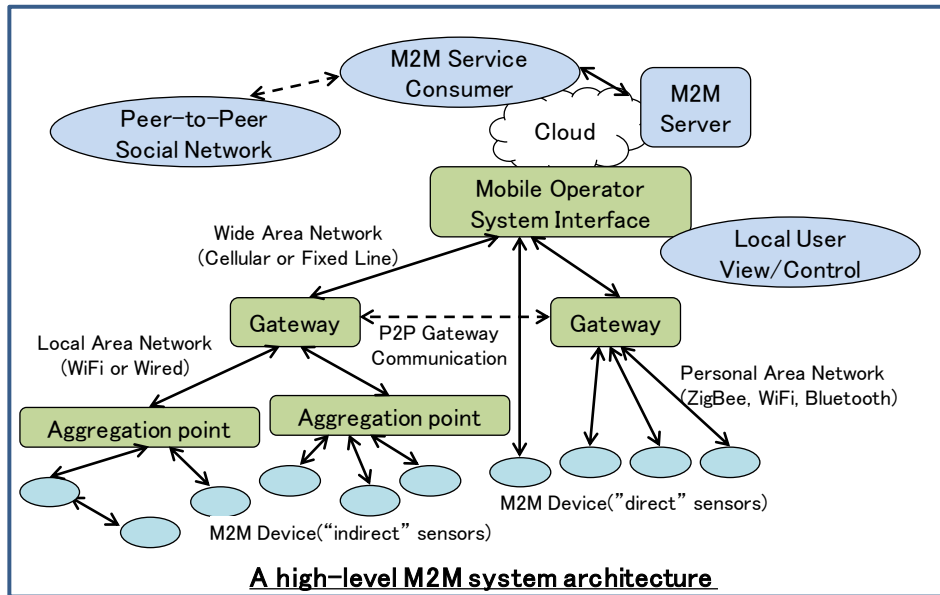 M2M Service
Consumer
M2M
Server
Peer-to-Peer
Social Network
Cloud
Mobile Operator
System Interface
Wide Area Network
(Cellular or Fixed Line)
Local User
View/Control
Gateway
P2P Gateway
Communication
Gateway
Local Area Network
(WiFi or Wired)
Personal Area Network
(ZigBee, WiFi, Bluetooth)
Aggregation point
Aggregation point
M2M Device("direct" sensors)
M2M Device("indirect" sensors)
A high-level M2M system architecture